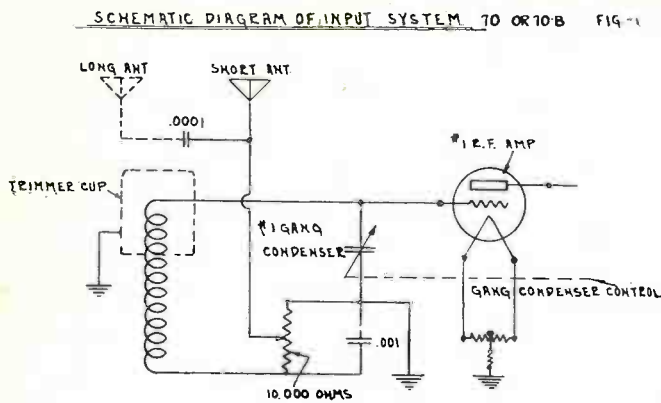 SCHEMATIC DIAGRAM OF INPUT SYSTEM 70 OR 70-B FIG-1
LONG ANT
SHORT ANT.
.0001
#1 R.F. AMP
TRIMMER CUP
#1 GANG
CONDENSER
GANG CONDENSER CONTROL
.001
10,000 OHMS